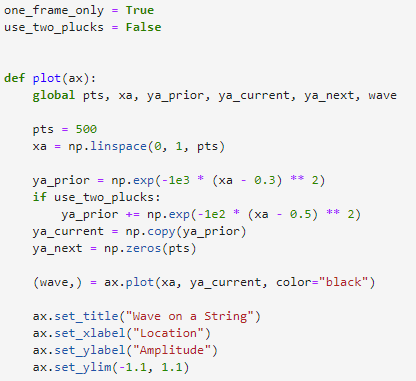 one_frame_only = True
use_two_plucks = False
def plot(ax):
    global pts, xa, ya_prior, ya_current, ya_next, wave
    pts = 500
    xa = np.linspace(0, 1, pts)
    ya_prior = np.exp(-1e3 * (xa - 0.3) ** 2)
    if use_two_plucks:
        ya_prior += np.exp(-1e2 * (xa - 0.5) ** 2)
    ya_current = np.copy(ya_prior)
    ya_next = np.zeros(pts)
    (wave,) = ax.plot(xa, ya_current, color="black")
    ax.set_title("Wave on a String")
    ax.set_xlabel("Location")
    ax.set_ylabel("Amplitude")
    ax.set_ylim(-1.1, 1.1)